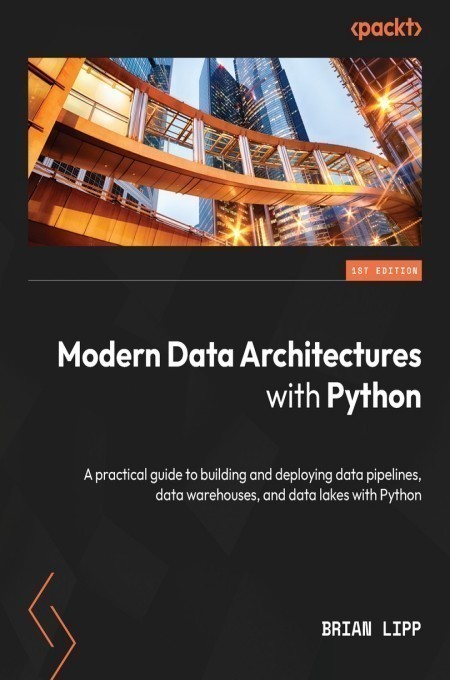 <packt>
1ST EDITION
Modern Data Architectures
with Python
A practical guide to building and deploying data pipelines,
data warehouses, and data lakes with Python
BRIAN LIPP